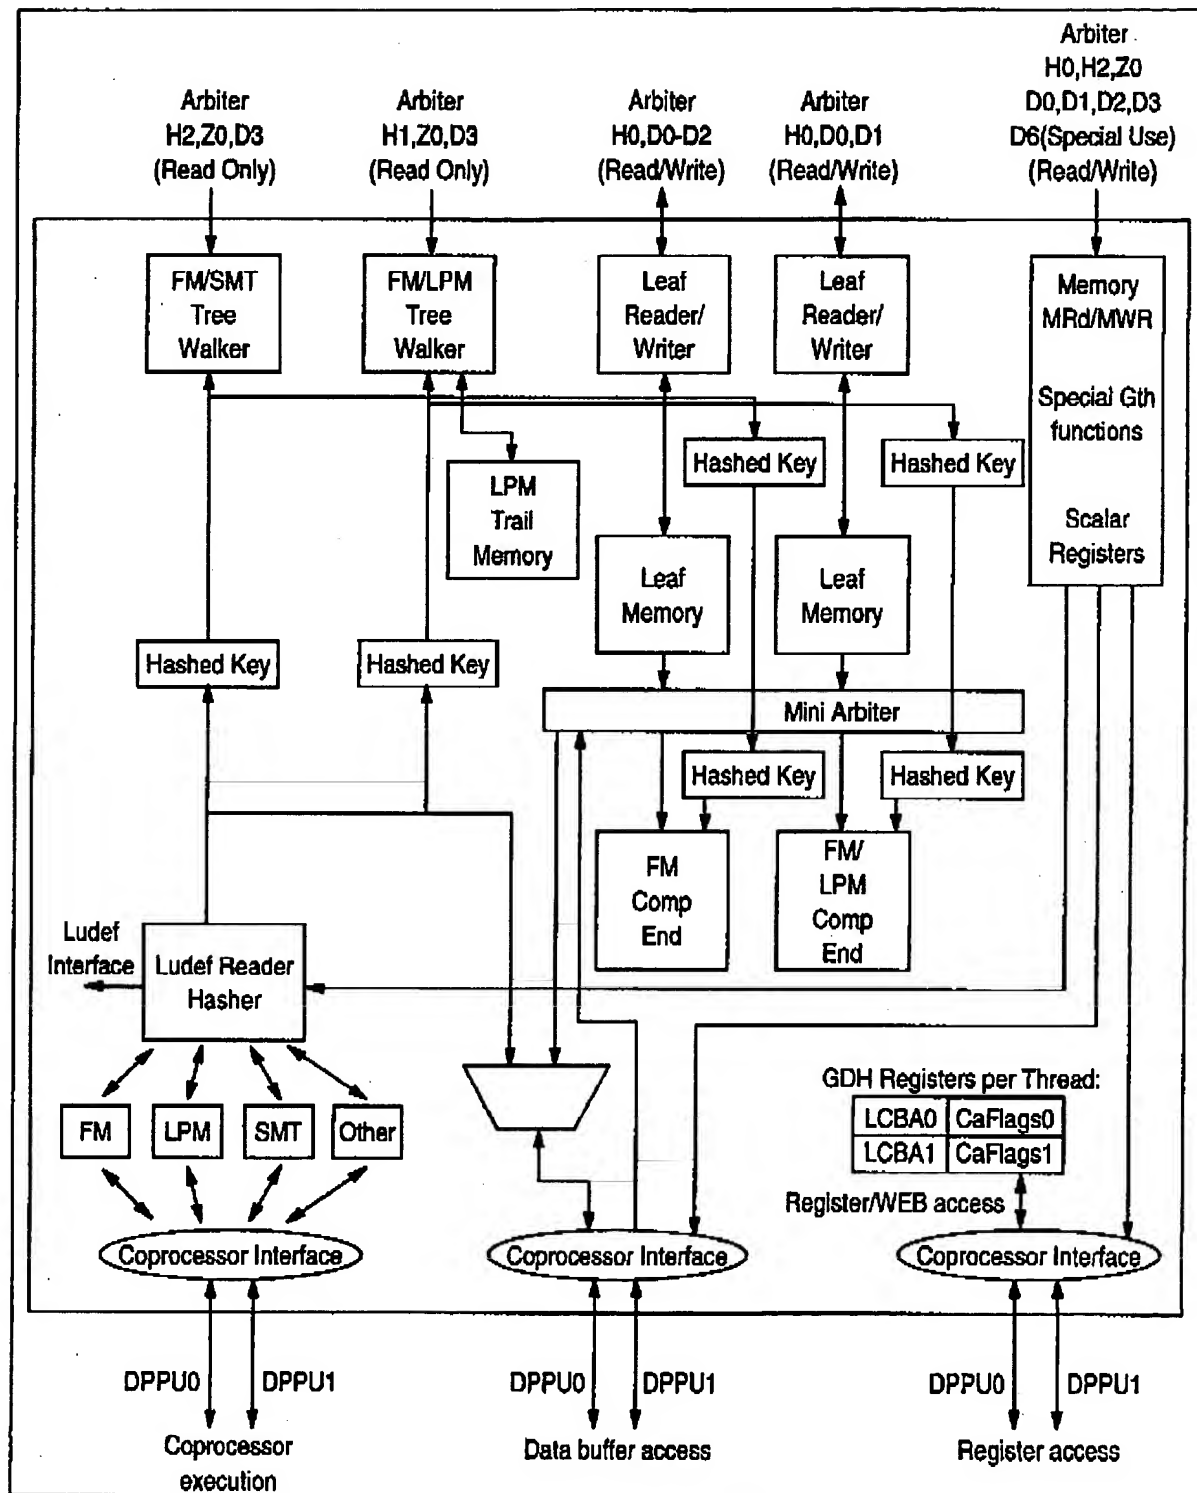 Arbiter
H2,Z0,D3
(Read Only)
Arbiter
H1,Z0,D3
(Read Only)
Arbiter
H0,D0-D2
(Read/Write)
Arbiter
H0,D0,D1
(Read/Write)
Arbiter
H0,H2,Z0
D0,D1,D2,D3
D6(Special Use)
(Read/Write)
FM/SMT
Tree
Walker
FM/LPM
Tree
Walker
Leaf
Reader/
Writer
Leaf
Reader/
Writer
Memory
MRd/MWR
Special Gth
functions
Scalar
Registers
Hashed Key
Hashed Key
LPM
Trail
Memory
Leaf
Memory
Leaf
Memory
Hashed Key
Hashed Key
Mini Arbiter
Hashed Key
Hashed Key
FM
Comp
End
FM/
LPM
Comp
End
Ludef
Interface
Ludef Reader
Hasher
FM
LPM
SMT
Other
GDH Registers per Thread:
LCBA0 CaFlags0
LCBA1 CaFlags1
Register/WEB access
Coprocessor Interface
Coprocessor Interface
Coprocessor Interface
DPPU0
DPPU1
DPPU0
DPPU1
DPPU0
DPPU1
Coprocessor
execution
Data buffer access
Register access